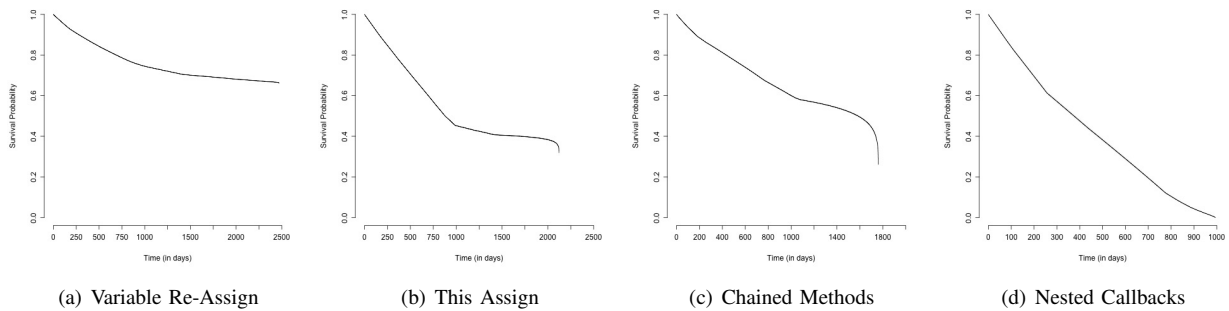 Survival Probability
0.0 0.2 0.4 0.6 0.8 1.0
0 250 500 750 1000 1500 2000 2500
Time (in days)
(a) Variable Re-Assign
Survival Probability
0.0 0.2 0.4 0.6 0.8 1.0
0 250 500 750 1000 1500 2000 2500
Time (in days)
(b) This Assign
Survival Probability
0.0 0.2 0.4 0.6 0.8 1.0
0 200 400 600 800 1000 1400 1800
Time (in days)
(c) Chained Methods
Survival Probability
0.0 0.2 0.4 0.6 0.8 1.0
0 100 200 300 400 500 600 700 800 900 1000
Time (in days)
(d) Nested Callbacks